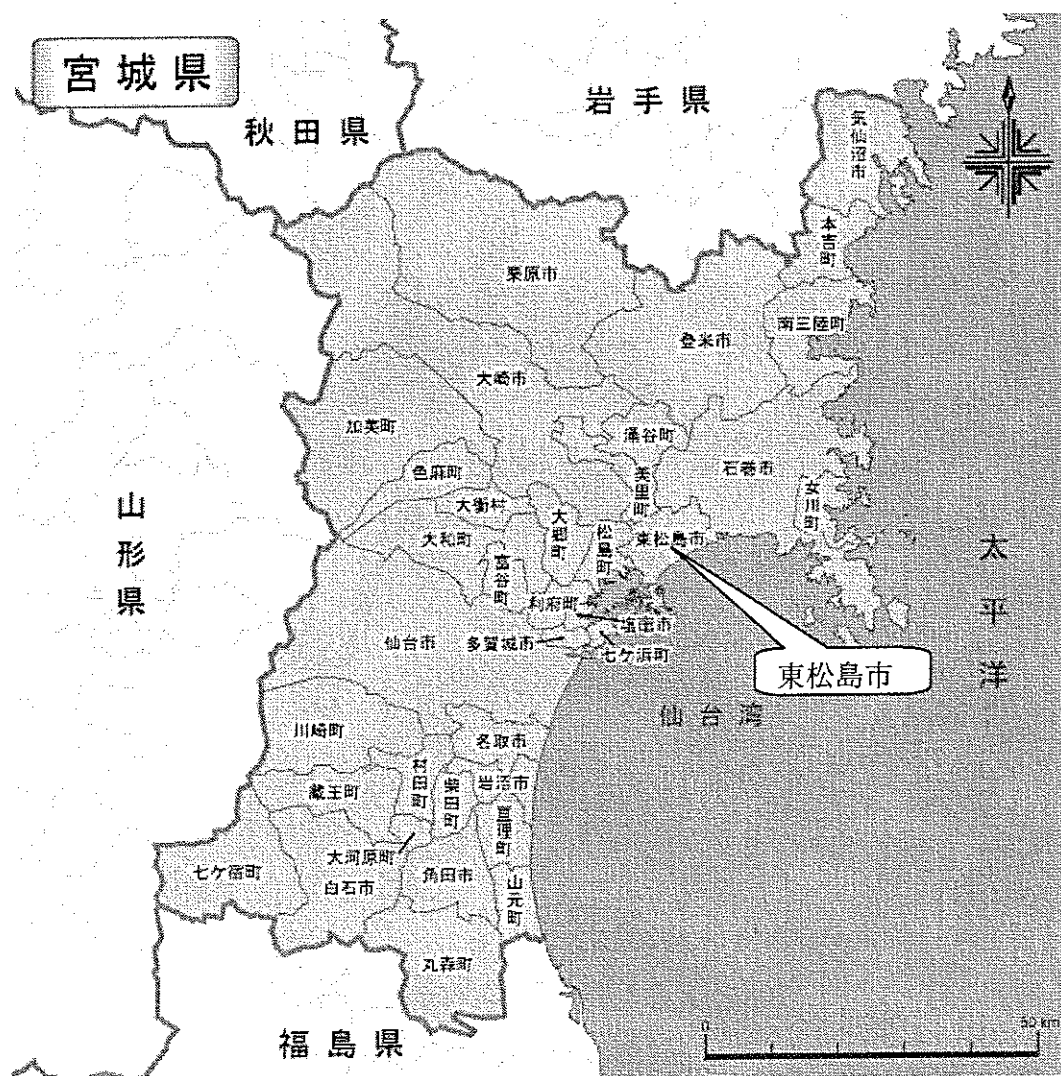 宮城県
秋田県
岩手県
気仙沼市
本吉町
栗原市
南三陸町
登米市
大崎市
加美町
涌谷町
石巻市
色麻町
美里町
女川町
大衡村
山形県
大郷町
松島町
東松島市
大和町
富谷町
太平洋
利府町
塩竈市
仙台市
多賀城市
七ケ浜町
東松島市
仙台湾
川崎町
名取市
村田町
柴田町
岩沼市
蔵王町
亘理町
大河原町
七ケ宿町
白石市
角田市
山元町
丸森町
福島県
0
50 km